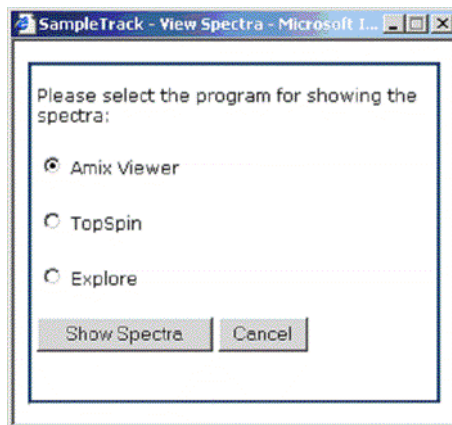 SampleTrack - View Spectra - Microsoft I...
Please select the program for showing the
spectra:
Amix Viewer
TopSpin
Explore
Show Spectra Cancel